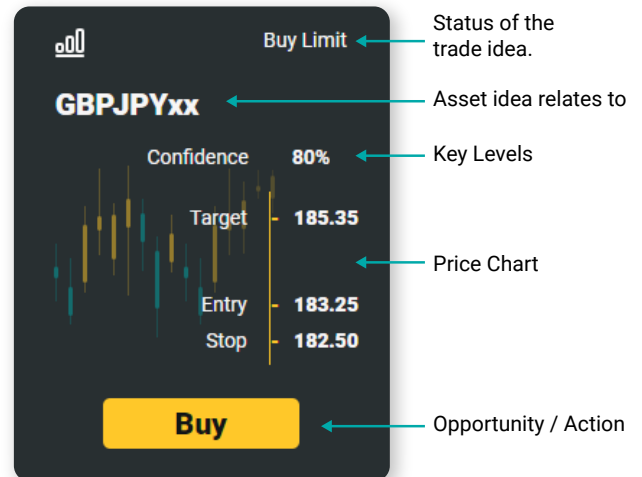 Buy Limit
Status of the
trade idea.
GBPJPYxx
Asset idea relates to
Confidence 80%
Key Levels
Target 185.35
Price Chart
Entry 183.25
Stop 182.50
Buy
Opportunity / Action